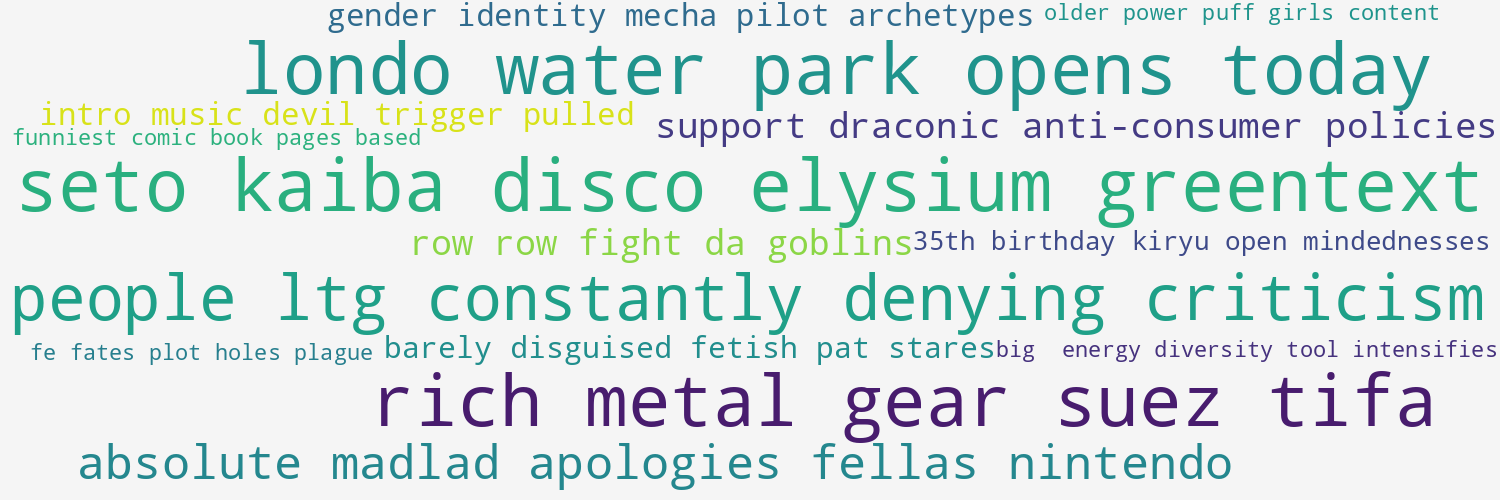 gender identity mecha pilot archetypes
older power puff girls content
londo water park opens today
intro music devil trigger pulled
support draconic anti-consumer policies
funniest comic book pages based
seto kaiba disco elysium greentext
row row fight da goblins
35th birthday kiryu open mindednesses
people ltg constantly denying criticism
fe fates plot holes plague
barely disguised fetish pat stares
big  energy diversity tool intensifies
rich metal gear suez tifa
absolute madlad apologies fellas nintendo